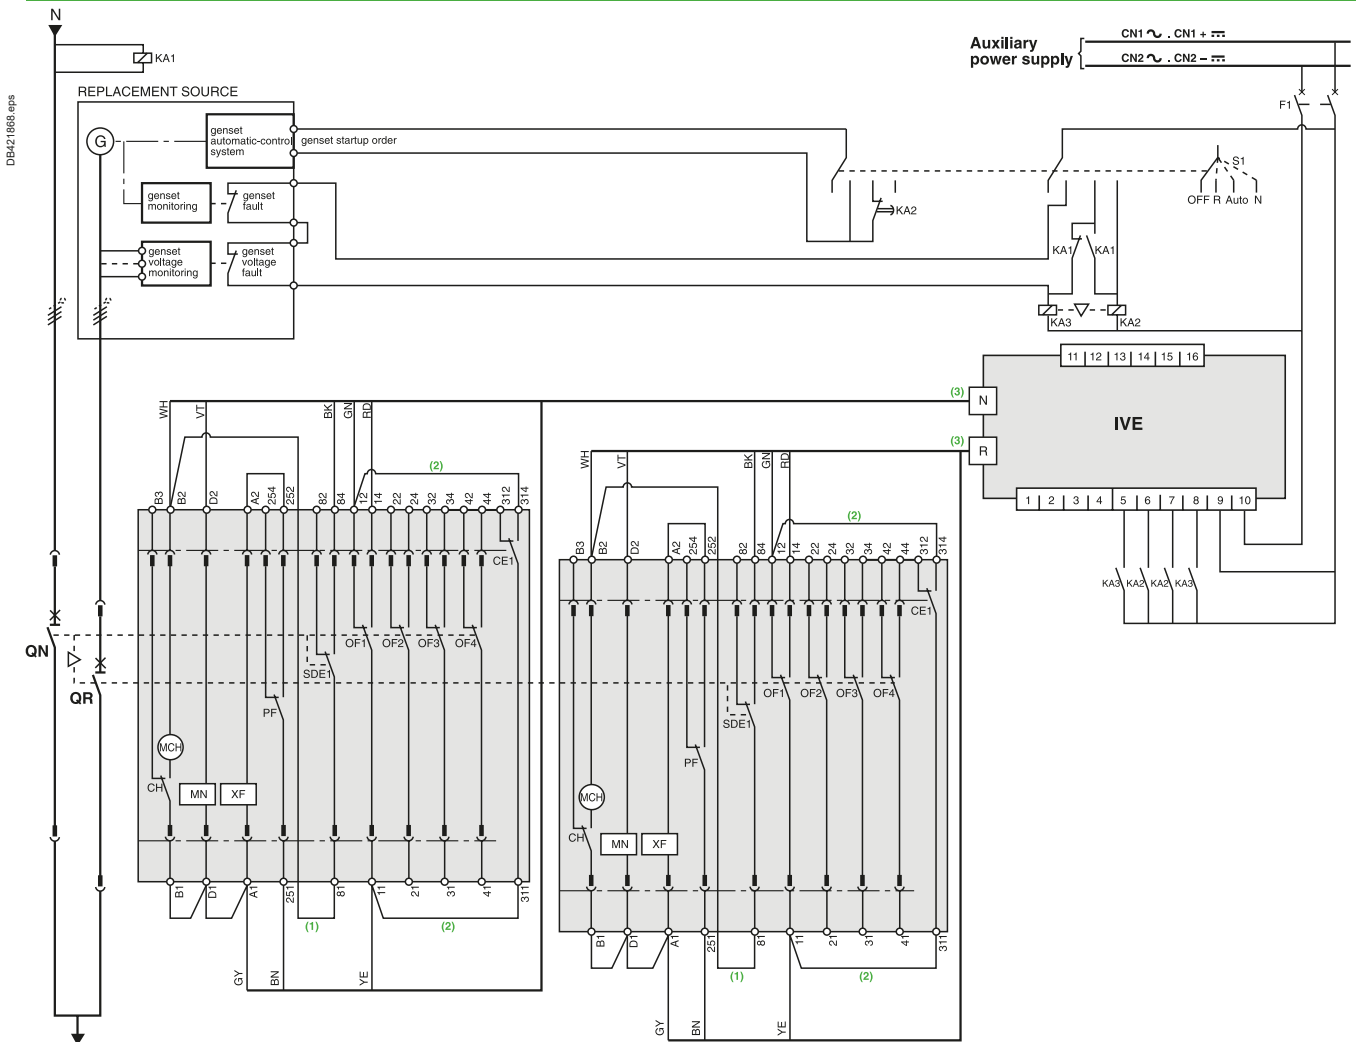 N
KA1
DB421868.eps
REPLACEMENT SOURCE
G
genset
automatic-control
system
genset startup order
genset
monitoring
genset
fault
genset
voltage
monitoring
genset
voltage
fault
Auxiliary
power supply
CN1 . CN1 +
CN2 . CN2 –
F1
S1
OFF R Auto N
KA2
KA1 KA1
KA3 KA2
11 12 13 14 15 16
(3) N
(3) R
IVE
1 2 3 4 5 6 7 8 9 10
KA3 KA2 KA2 KA3
WH VT BK GN RD
(2)
B3 B2 D2 A2 254 252 82 84 12 14 22 24 32 34 42 44 312 314
CE1
OF1 OF2 OF3 OF4
SDE1
PF
MCH
CH
MN XF
B1 D1 A1 251 81 11 21 31 41 311
(1) (2)
GY BN YE
WH VT BK GN RD
(2)
B3 B2 D2 A2 254 252 82 84 12 14 22 24 32 34 42 44 312 314
CE1
OF1 OF2 OF3 OF4
SDE1
PF
MCH
CH
MN XF
B1 D1 A1 251 81 11 21 31 41 311
(1) (2)
GY BN YE
QN
QR